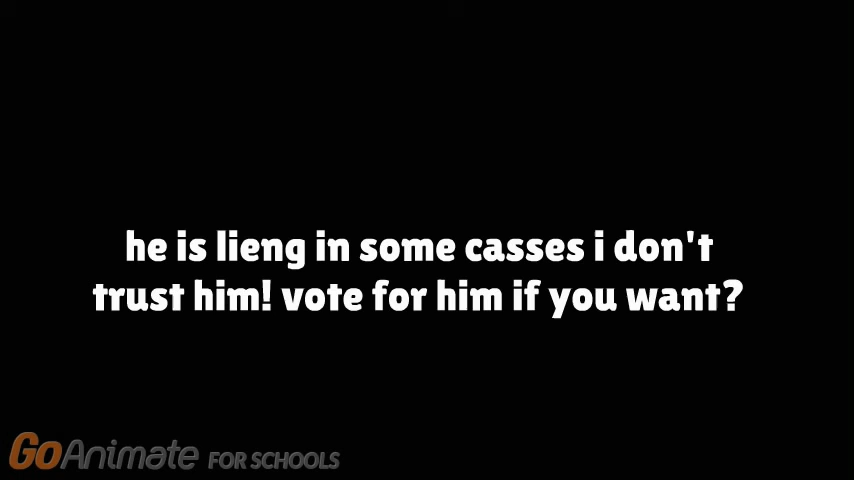 he is lieng in some casses i don't
trust him! vote for him if you want?
GoAnimate FOR SCHOOLS